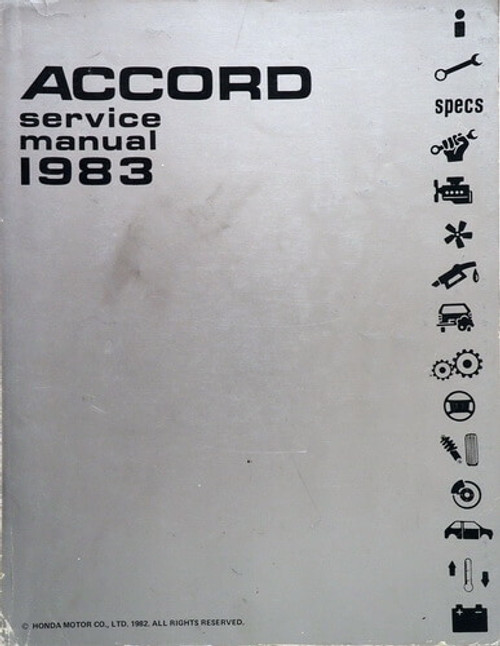 ACCORD
service
manual
1983
specs
© HONDA MOTOR CO., LTD. 1982. ALL RIGHTS RESERVED.